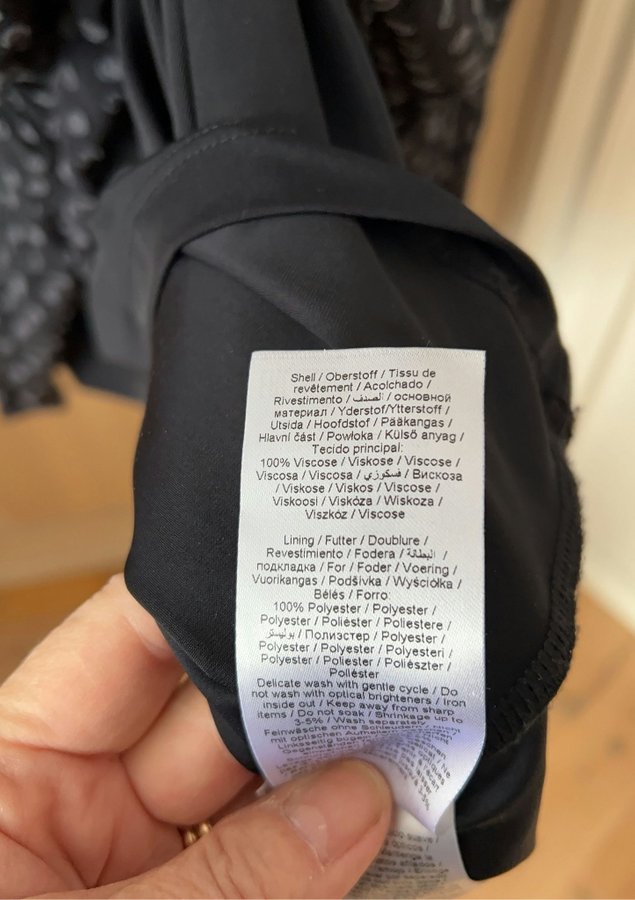 Shell / Oberstoff / Tissu de
revêtement / Acolchado /
Rivestimento / الصدف / основной
материал / Yderstof/Ytterstoff /
Utsida / Hoofdstof / Pääkangas /
Hlavní část / Powłoka / Külső anyag /
Tecido principal:
100% Viscose / Viskose / Viscose /
Viscosa / Viscosa / فسكوزي / Вискоза
/ Viskose / Viskos / Viscose /
Viskoosi / Viskóza / Wiskoza /
Viszkóz / Viscose
Lining / Futter / Doublure /
Revestimiento / Fodera / البطانة /
подкладка / For / Foder / Voering /
Vuorikangas / Podšívka / Wyściółka /
Bélés / Forro:
100% Polyester / Polyester /
Polyester / Poliéster / Poliestere /
بوليستر / Полиэстер / Polyester /
Polyester / Polyester / Polyesteri /
Polyester / Poliester / Poliészter /
Poliéster
Delicate wash with gentle cycle / Do
not wash with optical brighteners / Iron
inside out / Keep away from sharp
items / Do not soak / Shrinkage up to
3-5% / Wash separately
Feinwäsche ohne Schleudern
mit optischen
Linksseitig